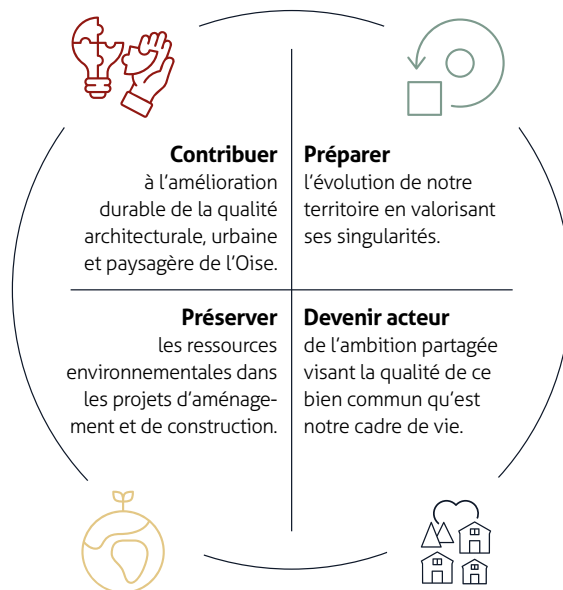 Contribuer
à l’amélioration
durable de la qualité
architecturale, urbaine
et paysagère de l’Oise.
Préparer
l’évolution de notre
territoire en valorisant
ses singularités.
Préserver
les ressources
environnementales dans
les projets d’aménage-
ment et de construction.
Devenir acteur
de l’ambition partagée
visant la qualité de ce
bien commun qu’est
notre cadre de vie.